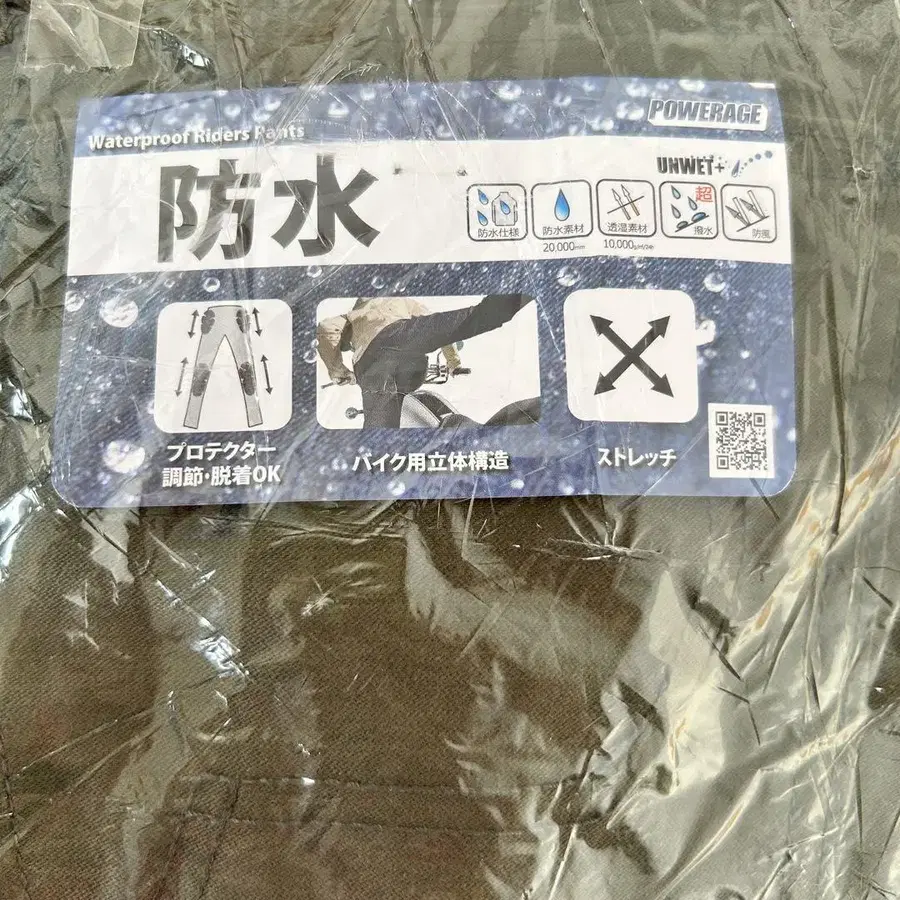 POWERAGE
Waterproof Riders Pants
防水
UNWET+
防水仕様
防水素材
20,000mm
透湿素材
10,000g/㎡/24h
超
撥水
防風
プロテクター
調節・脱着OK
バイク用立体構造
ストレッチ